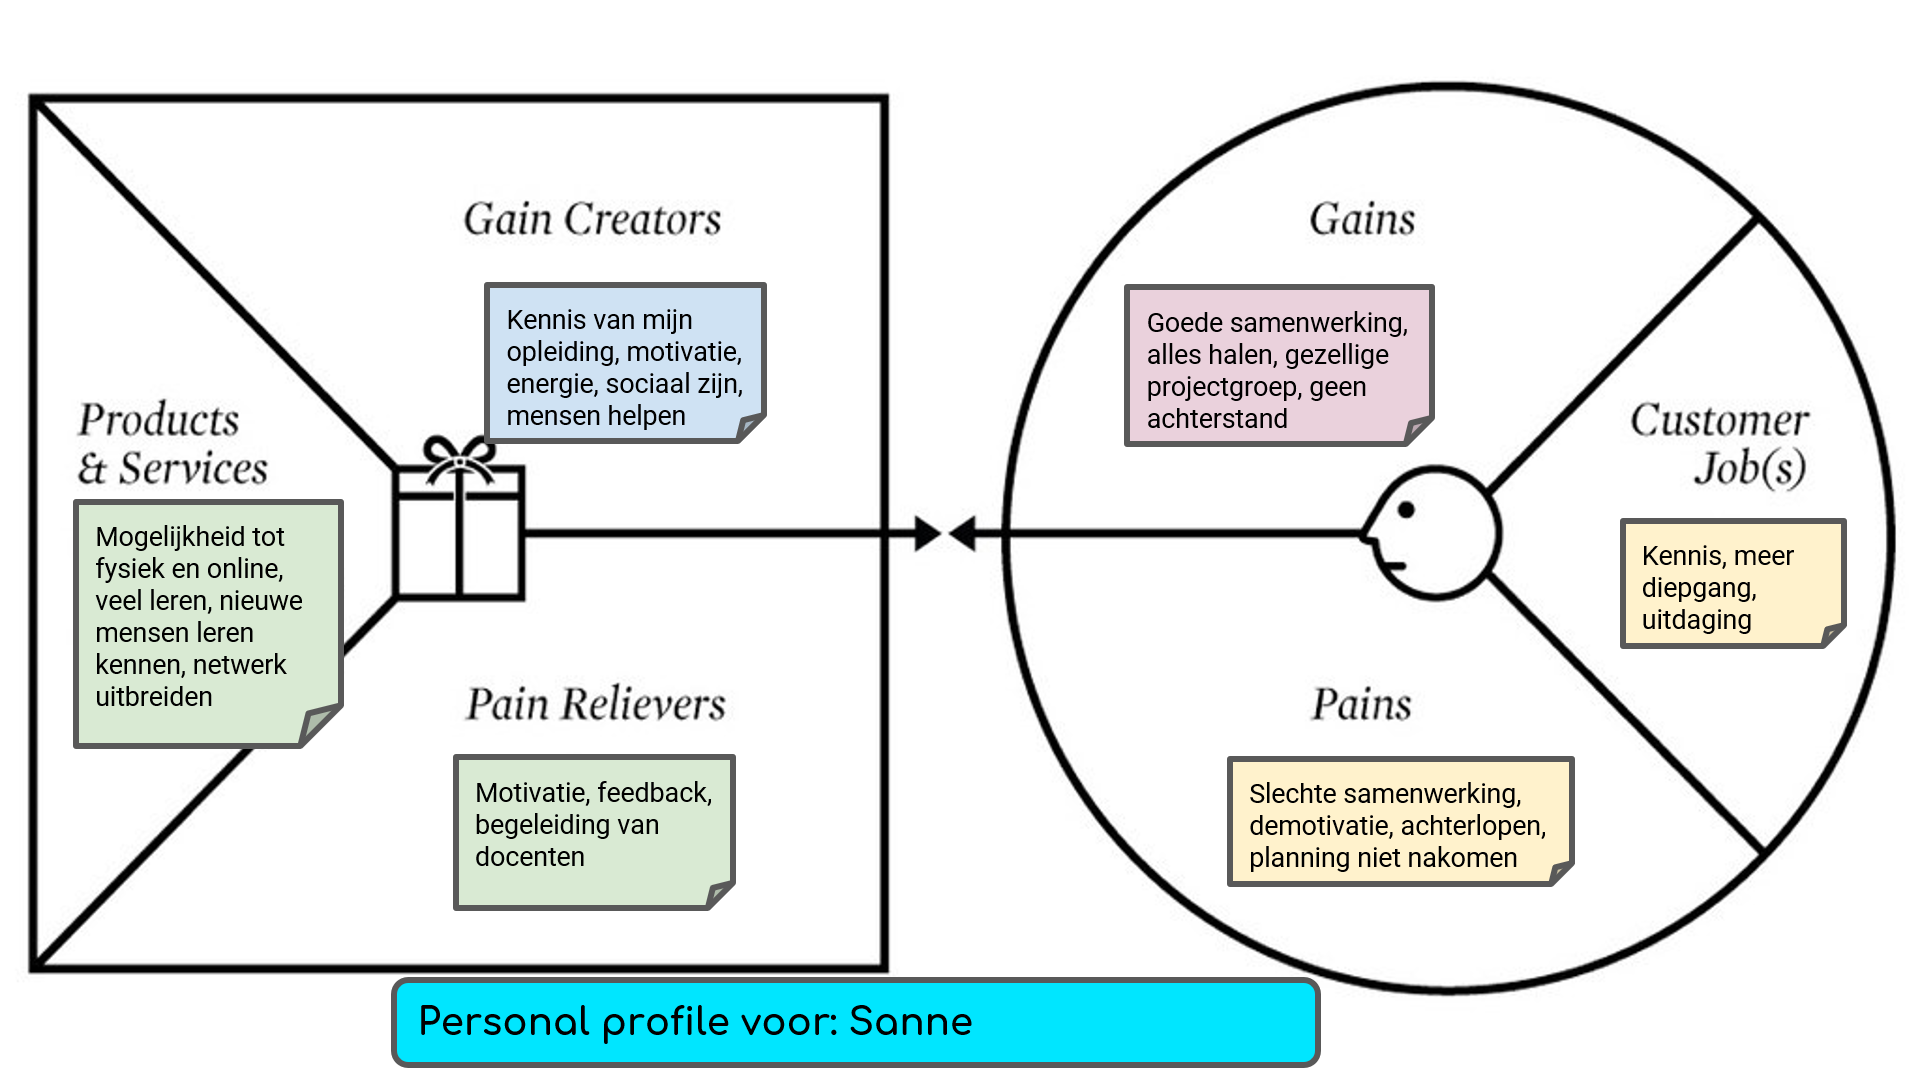 Gain Creators
Kennis van mijn
opleiding, motivatie,
energie, sociaal zijn,
mensen helpen
Products
& Services
Mogelijkheid tot
fysiek en online,
veel leren, nieuwe
mensen leren
kennen, netwerk
uitbreiden
Pain Relievers
Motivatie, feedback,
begeleiding van
docenten
Gains
Goede samenwerking,
alles halen, gezellige
projectgroep, geen
achterstand
Customer
Job(s)
Kennis, meer
diepgang,
uitdaging
Pains
Slechte samenwerking,
demotivatie, achterlopen,
planning niet nakomen
Personal profile voor: Sanne